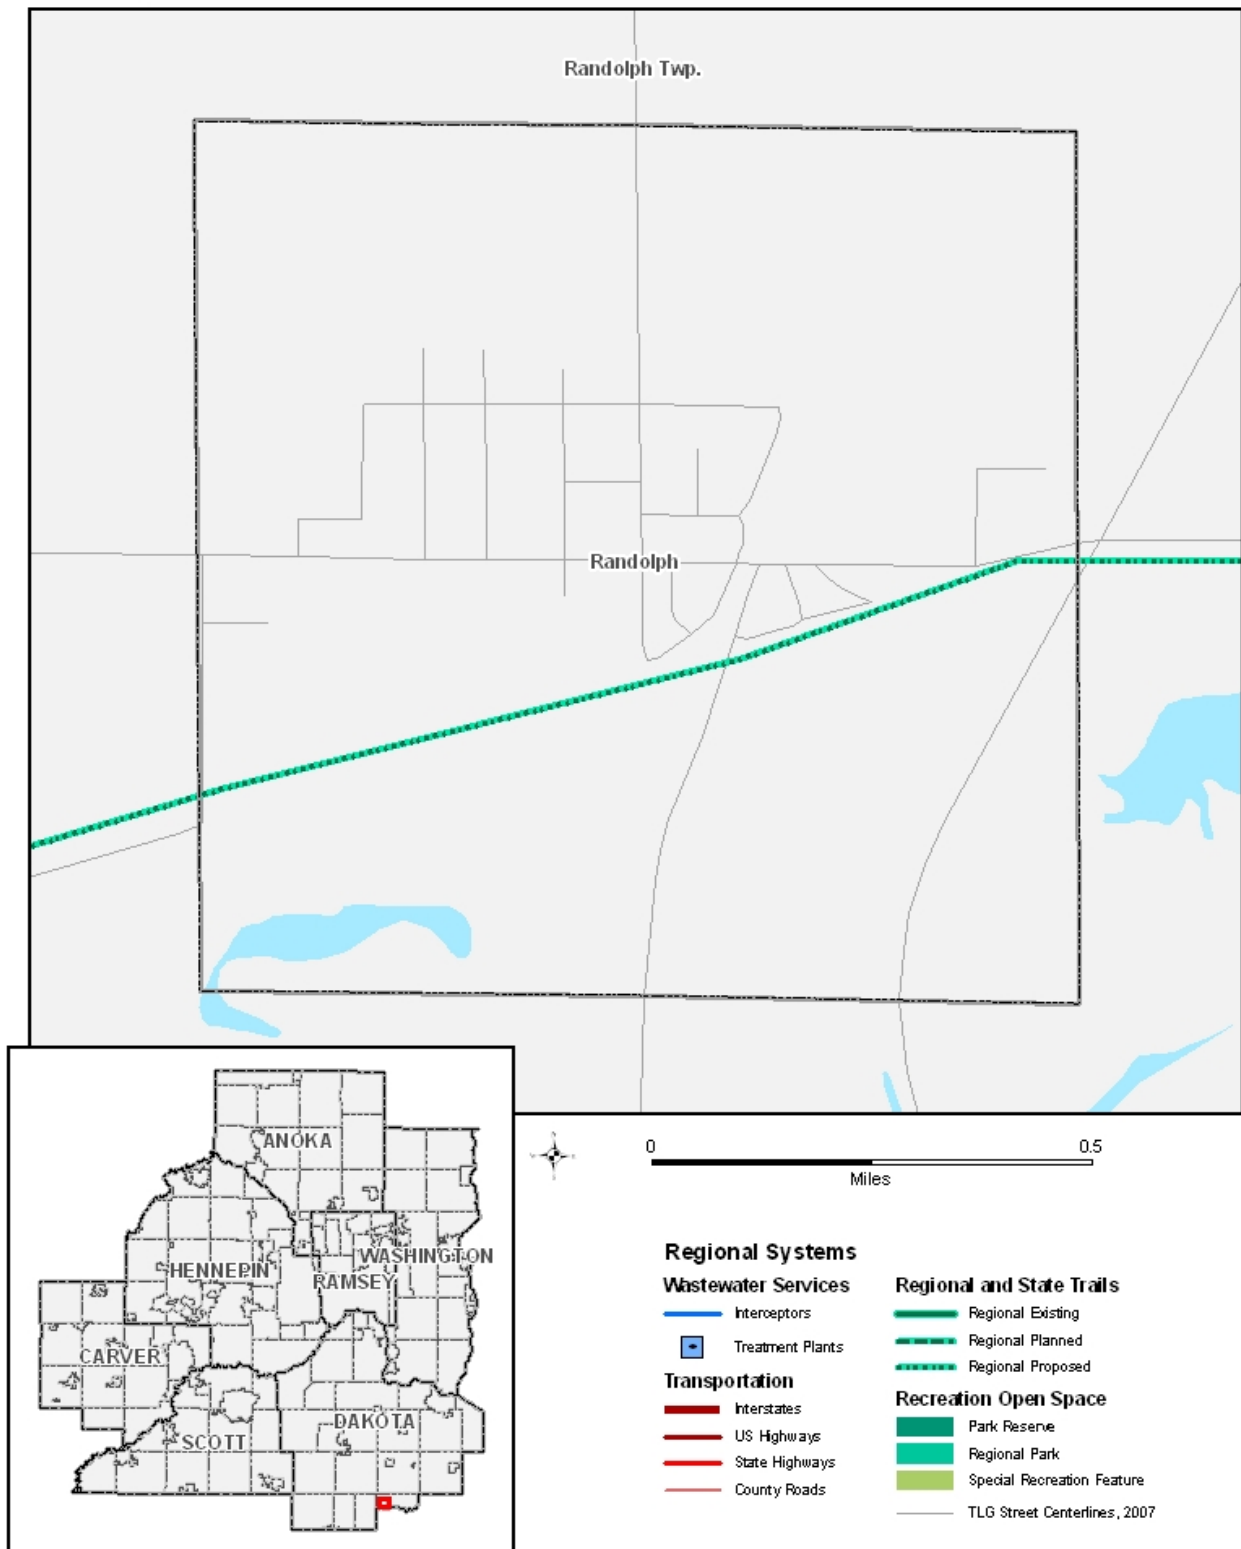 Randolph Twp.
Randolph
ANOKA
WASHINGTON
HENNEPIN
RAMSEY
CARVER
DAKOTA
SCOTT
0 0.5
Miles
Regional Systems
Wastewater Services
Interceptors
Treatment Plants
Transportation
Interstates
US Highways
State Highways
County Roads
Regional and State Trails
Regional Existing
Regional Planned
Regional Proposed
Recreation Open Space
Park Reserve
Regional Park
Special Recreation Feature
TLG Street Centerlines, 2007